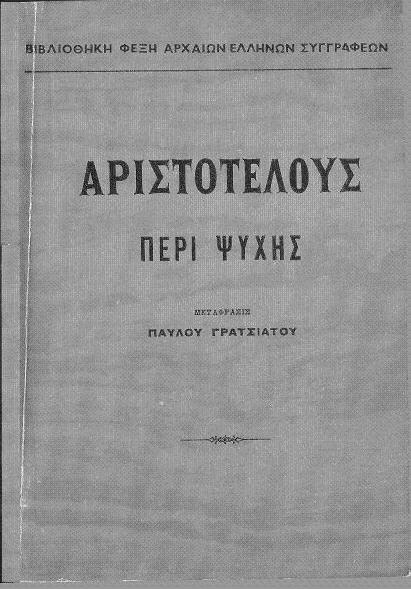 ΒΙΒΛΙΟΘΗΚΗ ΦΕΞΗ ΑΡΧΑΙΩΝ ΕΛΛΗΝΩΝ ΣΥΓΓΡΑΦΕΩΝ
ΑΡΙΣΤΟΤΕΛΟΥΣ
ΠΕΡΙ ΨΥΧΗΣ
ΜΕΤΑΦΡΑΣΙΣ
ΠΑΥΛΟΥ ΓΡΑΤΣΙΑΤΟΥ